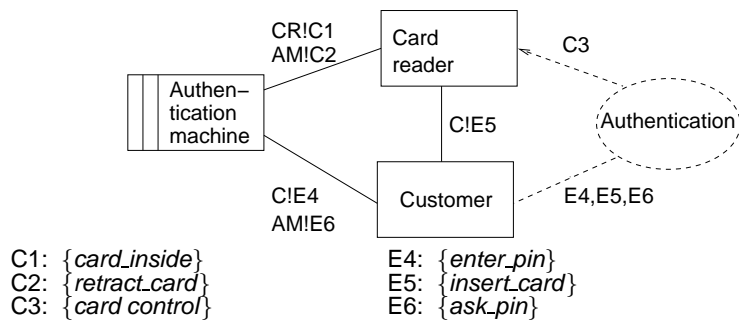 CR!C1
AM!C2
Card
reader
C3
Authen-
tication
machine
C!E5
Authentication
C!E4
AM!E6
Customer
E4,E5,E6
C1: {card_inside}
C2: {retract_card}
C3: {card control}
E4: {enter_pin}
E5: {insert_card}
E6: {ask_pin}